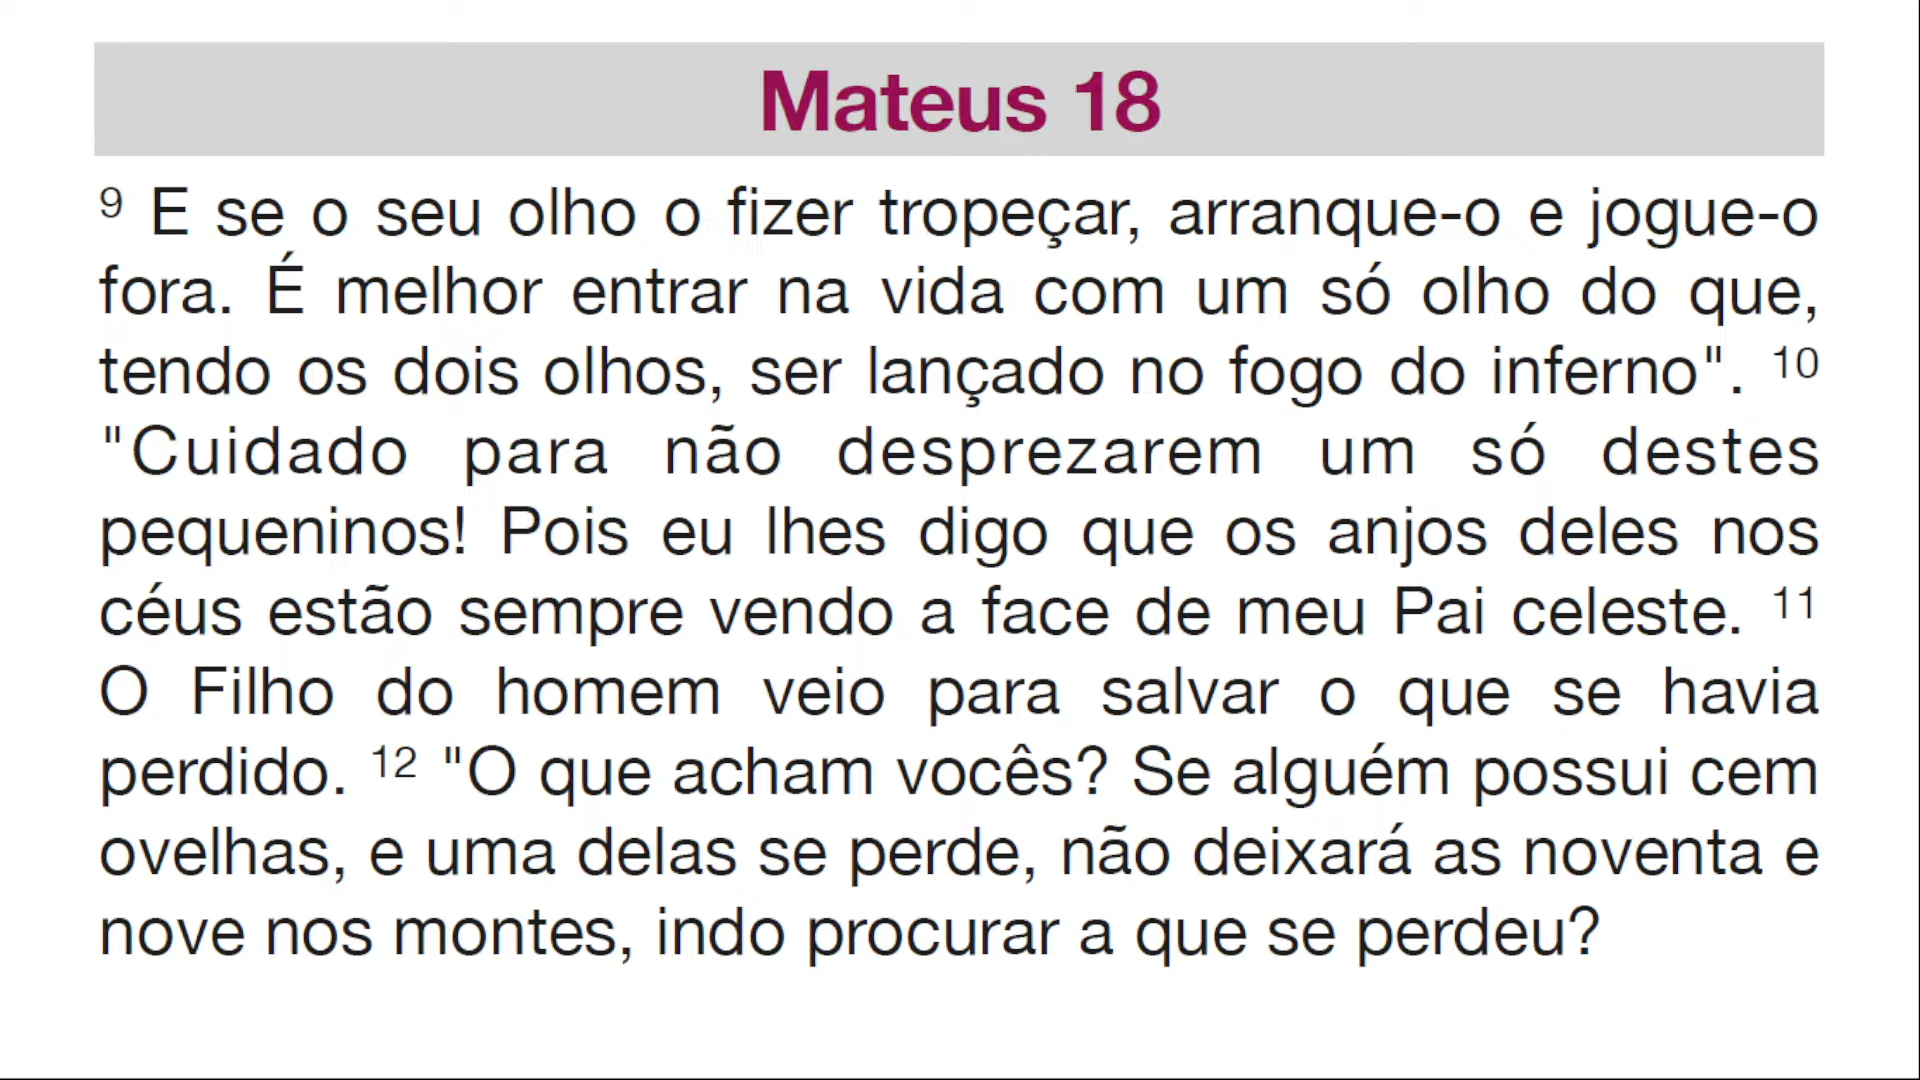 Mateus 18
9 E se o seu olho o fizer tropeçar, arranque-o e jogue-o
fora. É melhor entrar na vida com um só olho do que,
tendo os dois olhos, ser lançado no fogo do inferno". 10
"Cuidado para não desprezarem um só destes
pequeninos! Pois eu lhes digo que os anjos deles nos
céus estão sempre vendo a face de meu Pai celeste. 11
O Filho do homem veio para salvar o que se havia
perdido. 12 "O que acham vocês? Se alguém possui cem
ovelhas, e uma delas se perde, não deixará as noventa e
nove nos montes, indo procurar a que se perdeu?